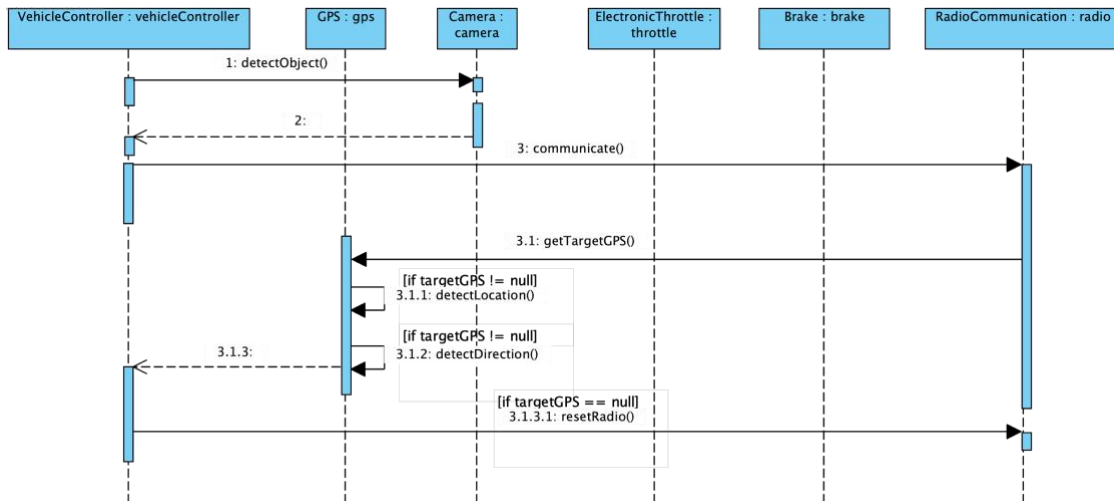 VehicleController : vehicleController
GPS : gps
Camera :
camera
ElectronicThrottle :
throttle
Brake : brake
RadioCommunication : radio
1: detectObject()
2:
3: communicate()
3.1: getTargetGPS()
[if targetGPS != null]
3.1.1: detectLocation()
[if targetGPS != null]
3.1.2: detectDirection()
3.1.3:
[if targetGPS == null]
3.1.3.1: resetRadio()